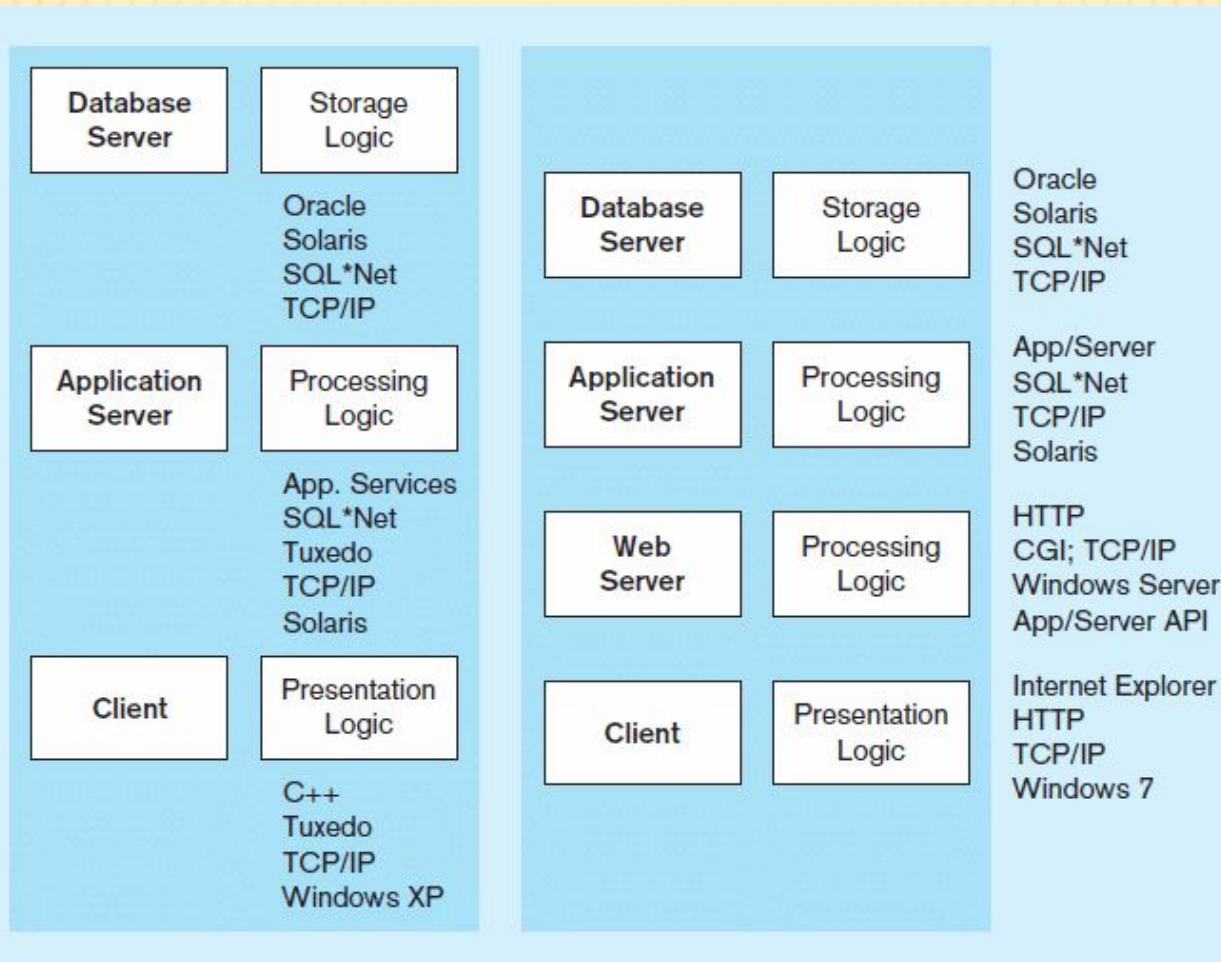 Database
Server
Storage
Logic
Oracle
Solaris
SQL*Net
TCP/IP
Application
Server
Processing
Logic
App. Services
SQL*Net
Tuxedo
TCP/IP
Solaris
Client
Presentation
Logic
C++
Tuxedo
TCP/IP
Windows XP
Database
Server
Storage
Logic
Oracle
Solaris
SQL*Net
TCP/IP
Application
Server
Processing
Logic
App/Server
SQL*Net
TCP/IP
Solaris
Web
Server
Processing
Logic
HTTP
CGI; TCP/IP
Windows Server
App/Server API
Client
Presentation
Logic
Internet Explorer
HTTP
TCP/IP
Windows 7